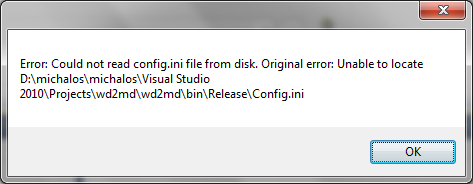 Error: Could not read config.ini file from disk. Original error: Unable to locate
D:\michalos\michalos\Visual Studio
2010\Projects\wd2md\wd2md\bin\Release\Config.ini
OK